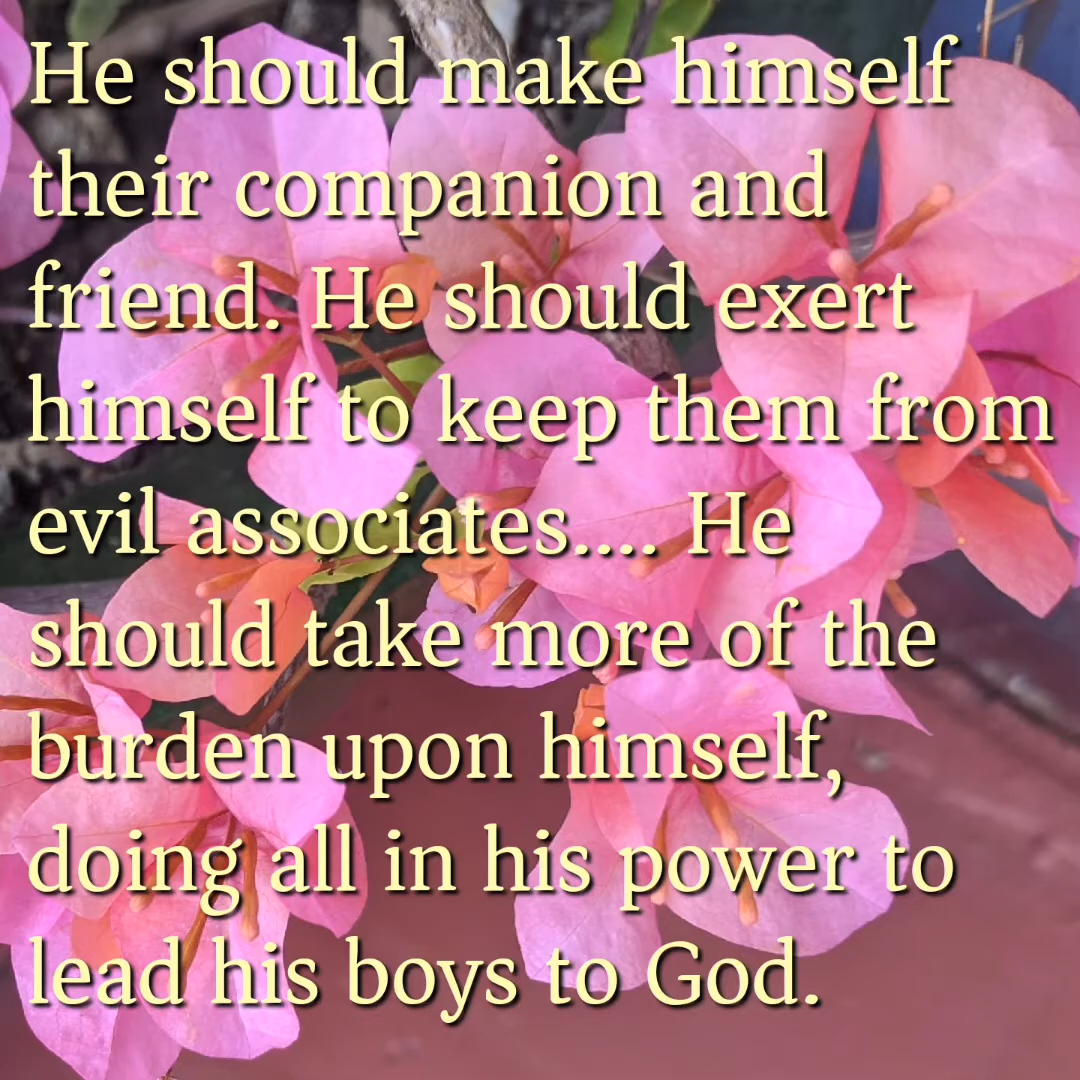 He should make himself
their companion and
friend. He should exert
himself to keep them from
evil associates.... He
should take more of the
burden upon himself,
doing all in his power to
lead his boys to God.